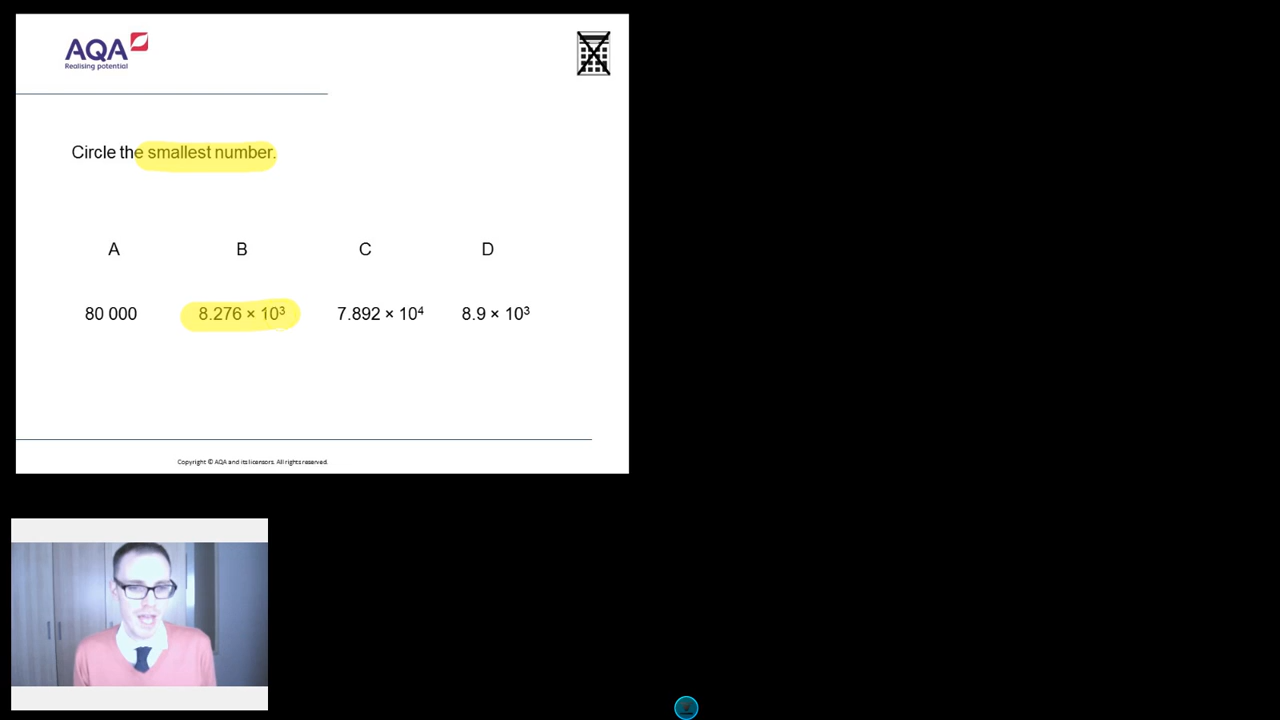 AQA
Realising potential
Circle the smallest number.
A B C D
80 000 8.276 × 10³ 7.892 × 10⁴ 8.9 × 10³
Copyright © AQA and its licensors. All rights reserved.